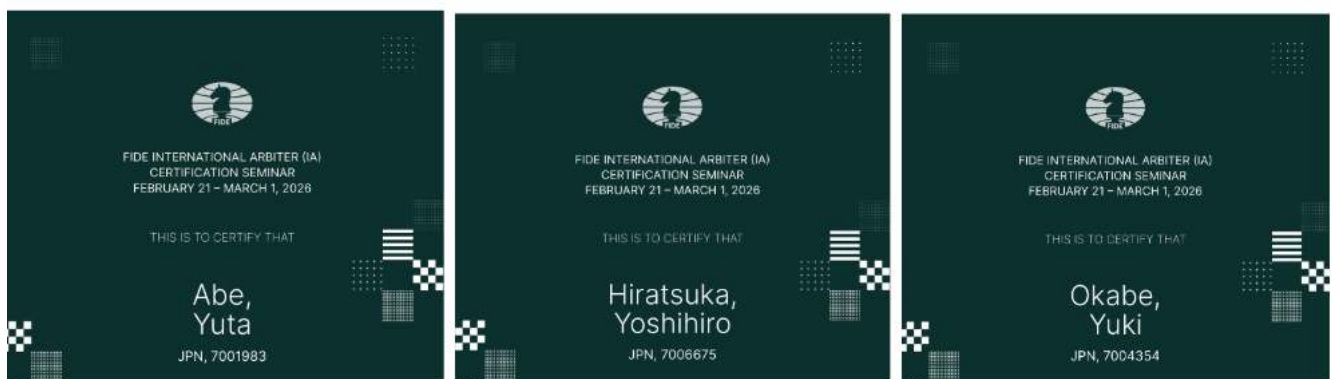 FIDE
FIDE INTERNATIONAL ARBITER (IA)
CERTIFICATION SEMINAR
FEBRUARY 21 – MARCH 1, 2026
THIS IS TO CERTIFY THAT
Abe,
Yuta
JPN, 7001983
FIDE
FIDE INTERNATIONAL ARBITER (IA)
CERTIFICATION SEMINAR
FEBRUARY 21 – MARCH 1, 2026
THIS IS TO CERTIFY THAT
Hiratsuka,
Yoshihiro
JPN, 7006675
FIDE
FIDE INTERNATIONAL ARBITER (IA)
CERTIFICATION SEMINAR
FEBRUARY 21 – MARCH 1, 2026
THIS IS TO CERTIFY THAT
Okabe,
Yuki
JPN, 7004354